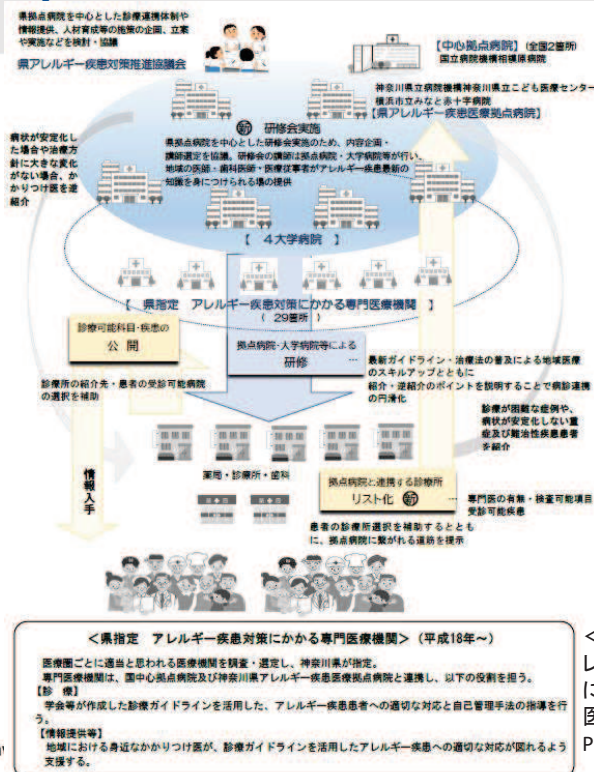 県拠点病院を中心とした診療連携体制や
情報提供、人材育成等の施策の企画、立案
や実施などを検討・協議
県アレルギー疾患対策推進協議会
【中心拠点病院】(全国2箇所)
国立病院機構相模原病院
神奈川県立病院機構神奈川県立こども医療センター
横浜市立みなと赤十字病院
【県アレルギー疾患医療拠点病院】
新 研修会実施
県拠点病院を中心とした研修会実施のため、内容企画・
講師選定を協議。研修会の講師は拠点病院・大学病院等が行い、
地域の医師・歯科医師・医療従事者がアレルギー疾患最新の
知識を身につけられる場の提供
病状が安定化し
た場合や治療方
針に大きな変化
がない場合、か
かりつけ医を逆
紹介
【 4大学病院 】
【 県指定 アレルギー疾患対策にかかる専門医療機関 】
( 29箇所 )
診療可能科目・疾患の
公 開
診療所の紹介先・患者の受診可能病院
の選択を補助
拠点病院・大学病院等による
研修 …
最新ガイドライン・治療法の普及による地域医療
のスキルアップとともに
紹介・逆紹介のポイントを説明することで病診連携
の円滑化
診療が困難な症例や、
病状が安定化しない重
症及び難治性疾患患者
を紹介
情報入手
薬局・診療所・歯科
拠点病院と連携する診療所
リスト化 新
… 専門医の有無・検査可能項目
受診可能疾患
患者の診療所選択を補助するととも
に、拠点病院に繋がれる道筋を提示
<県指定 アレルギー疾患対策にかかる専門医療機関>(平成18年~)
医療圏ごとに適当と思われる医療機関を調査・選定し、神奈川県が指定。
専門医療機関は、国中心拠点病院及び神奈川県アレルギー疾患医療拠点病院と連携し、以下の役割を担う。
【診 療】
学会等が作成した診療ガイドラインを活用した、アレルギー疾患患者への適切な対応と自己管理手法の指導を行
う。
【情報提供等】
地域における身近なかかりつけ医が、診療ガイドラインを活用したアレルギー疾患への適切な対応が図れるよう
支援する。
<
レ
に
医
P